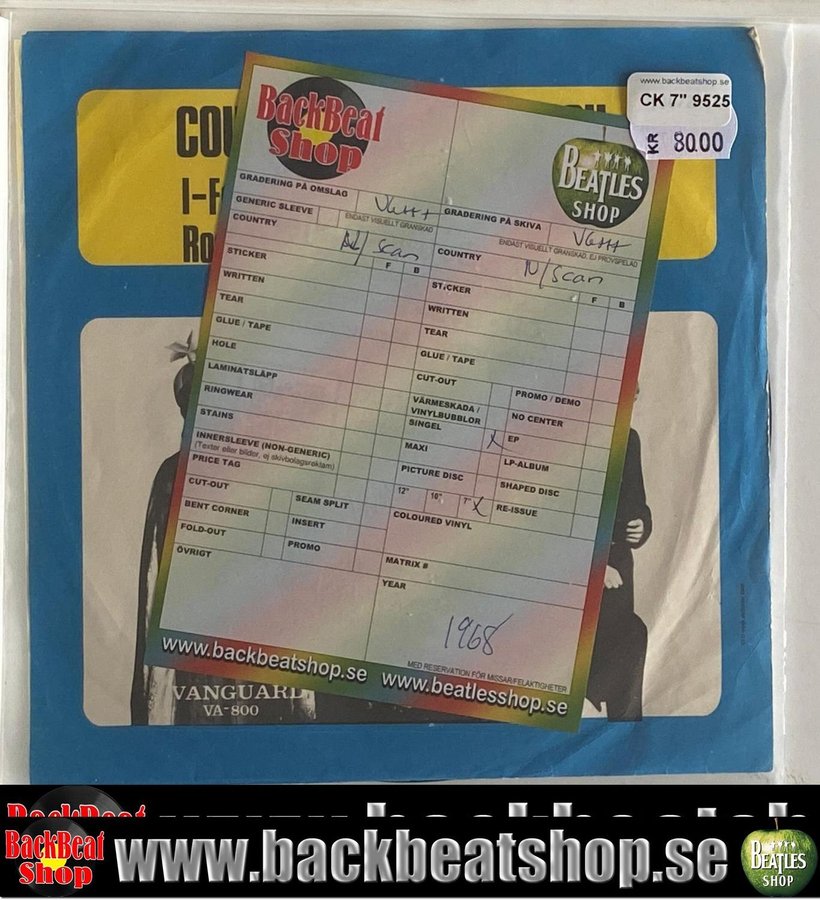 www.backbeatshop.se
CK 7" 9525
KR 80.00
COU
I-F
Ro
BackBeat
Shop
BEATLES
SHOP
GRADERING PÅ OMSLAG VG+++
ENDAST VISUELLT GRANSKAD
GENERIC SLEEVE
COUNTRY / Scan
F B
STICKER
WRITTEN
TEAR
GLUE / TAPE
HOLE
LAMINATSLÄPP
RINGWEAR
STAINS
INNERSLEEVE (NON-GENERIC)
(Texter eller bilder, ej skivbolagsreklam)
PRICE TAG
CUT-OUT
SEAM SPLIT
BENT CORNER
INSERT
FOLD-OUT
PROMO
ÖVRIGT
GRADERING PÅ SKIVA VG+++
ENDAST VISUELLT GRANSKAD, EJ PROVSPELAD
COUNTRY N/Scan
F B
STICKER
WRITTEN
TEAR
GLUE / TAPE
CUT-OUT
PROMO / DEMO
VÄRMESKADA /
VINYLBUBBLOR
NO CENTER
SINGEL X
EP
MAXI
LP-ALBUM
PICTURE DISC
SHAPED DISC
12" 10" 7" X
RE-ISSUE
COLOURED VINYL
MATRIX #
YEAR
1968
MED RESERVATION FÖR MISSAR/FELAKTIGHETER
www.backbeatshop.se www.beatlesshop.se
VANGUARD
VA-800
BackBeat
BackBeat
Shop
www.backbeatshop.se
BEATLES
SHOP